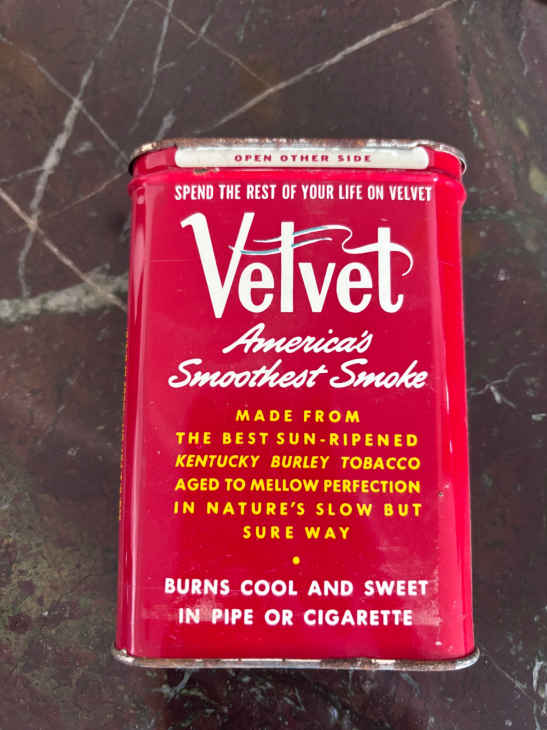 OPEN OTHER SIDE
SPEND THE REST OF YOUR LIFE ON VELVET
Velvet
America's
Smoothest Smoke
MADE FROM
THE BEST SUN-RIPENED
KENTUCKY BURLEY TOBACCO
AGED TO MELLOW PERFECTION
IN NATURE'S SLOW BUT
SURE WAY
BURNS COOL AND SWEET
IN PIPE OR CIGARETTE